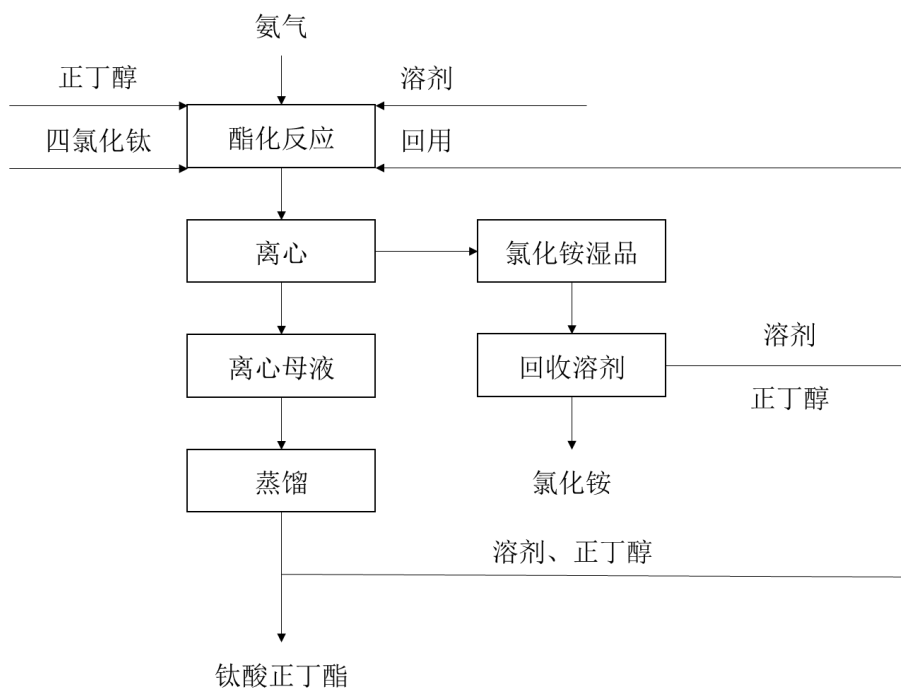 氨气
正丁醇
溶剂
四氯化钛
酯化反应
回用
离心
氯化铵湿品
离心母液
回收溶剂
溶剂
正丁醇
蒸馏
氯化铵
溶剂、正丁醇
钛酸正丁酯